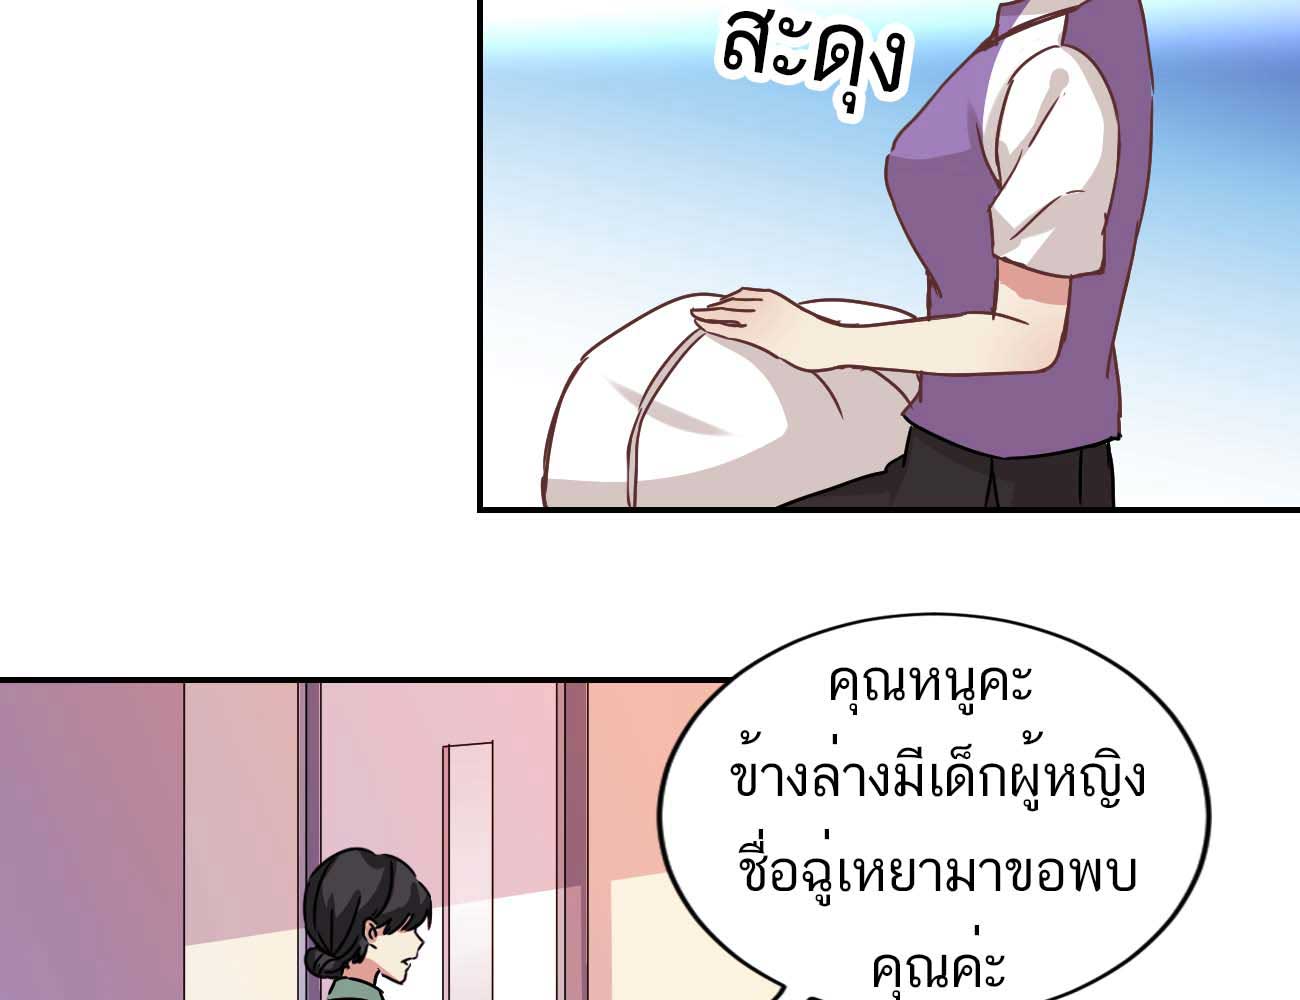 สะดุ้ง
คุณหนูคะ
ข้างล่างมีเด็กผู้หญิง
ชื่อฉู่เหยามาขอพบ
คุณค่ะ